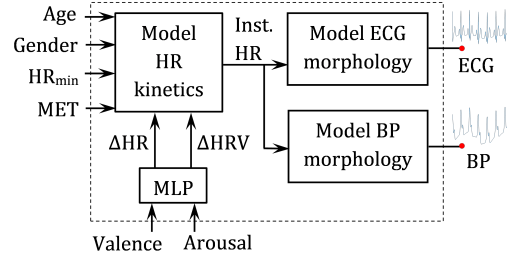 Age
Gender
HRmin
MET
Model
HR
kinetics
Inst.
HR
Model ECG
morphology
ECG
Model BP
morphology
BP
ΔHR
ΔHRV
MLP
Valence
Arousal